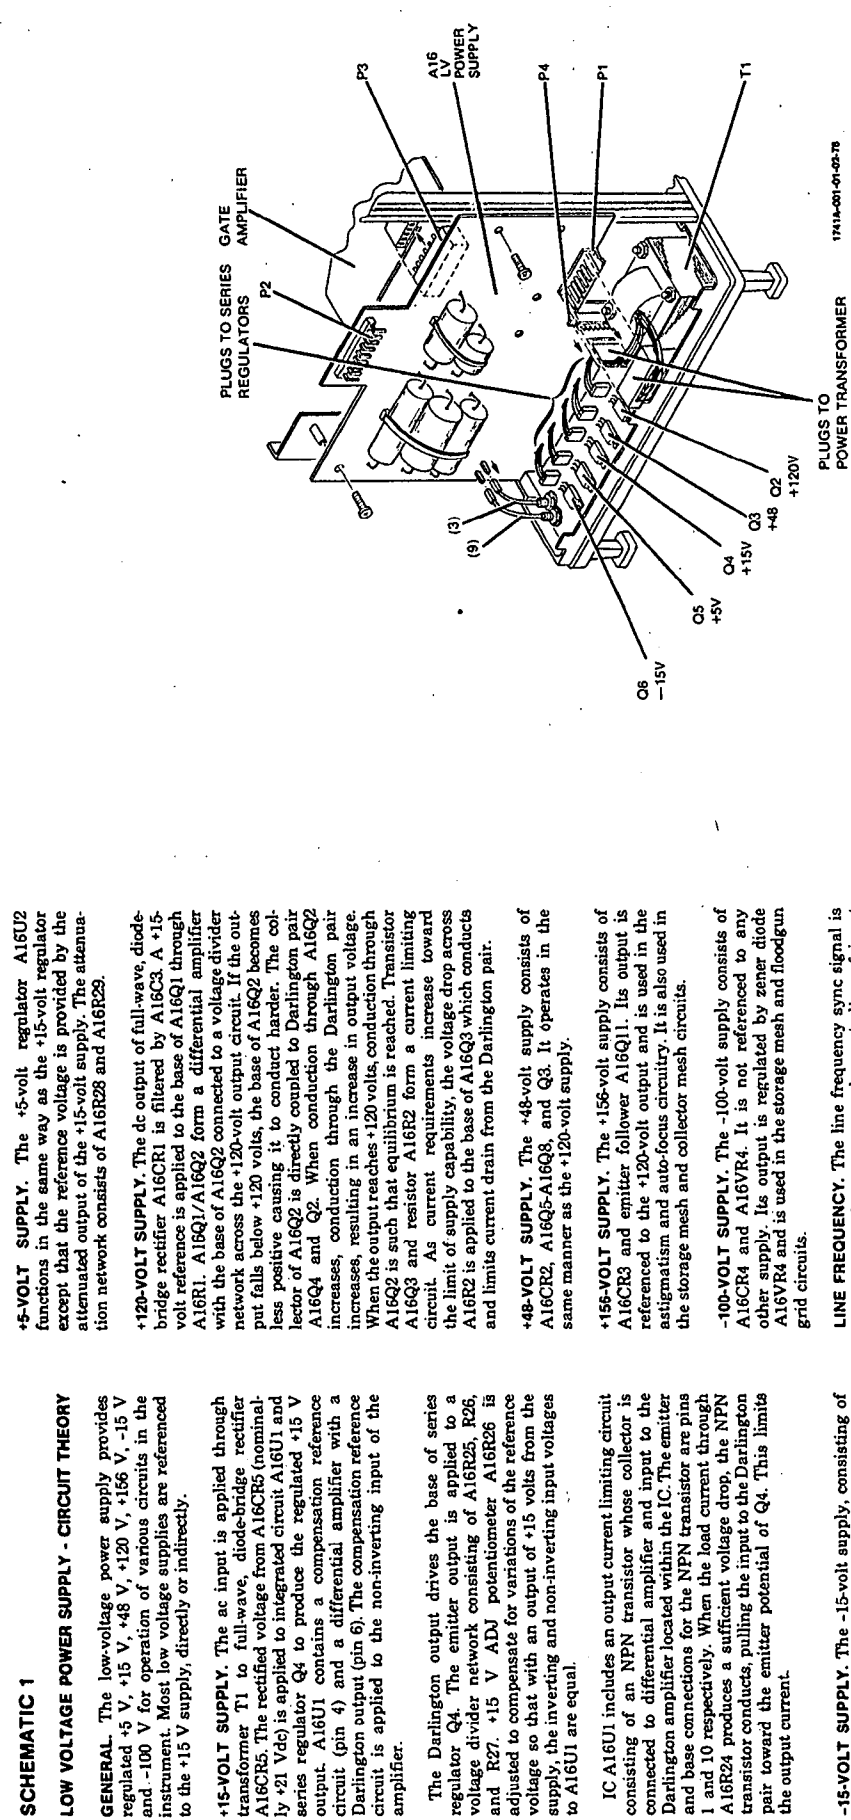 SCHEMATIC 1
LOW VOLTAGE POWER SUPPLY - CIRCUIT THEORY
GENERAL. The low-voltage power supply provides
regulated +5 V, +15 V, +48 V, +120 V, +156 V, -15 V
and -100 V for operation of various circuits in the
instrument. Most low voltage supplies are referenced
to the +15 V supply, directly or indirectly.
+15-VOLT SUPPLY. The ac input is applied through
transformer T1 to full-wave, diode-bridge rectifier
A16CR5. The rectified voltage from A16CR5 (nominal-
ly +21 Vdc) is applied to integrated circuit A16U1 and
series regulator Q4 to produce the regulated +15 V
output. A16U1 contains a compensation reference
circuit (pin 4) and a differential amplifier with a
Darlington output (pin 6). The compensation reference
circuit is applied to the non-inverting input of the
amplifier.
The Darlington output drives the base of series
regulator Q4. The emitter output is applied to a
voltage divider network consisting of A16R25, R26,
and R27. +15 V ADJ potentiometer A16R26 is
adjusted to compensate for variations of the reference
voltage so that with an output of +15 volts from the
supply, the inverting and non-inverting input voltages
to A16U1 are equal.
IC A16U1 includes an output current limiting circuit
consisting of an NPN transistor whose collector is
connected to differential amplifier and input to the
Darlington amplifier located within the IC. The emitter
and base connections for the NPN transistor are pins
1 and 10 respectively. When the load current through
A16R24 produces a sufficient voltage drop, the NPN
transistor conducts, pulling the input to the Darlington
pair toward the emitter potential of Q4. This limits
the output current.
-15-VOLT SUPPLY. The -15-volt supply, consisting of
+5-VOLT SUPPLY. The +5-volt regulator A16U2
functions in the same way as the +15-volt regulator
except that the reference voltage is provided by the
attenuated output of the +15-volt supply. The attenua-
tion network consists of A16R28 and A16R29.
+120-VOLT SUPPLY. The dc output of full-wave, diode-
bridge rectifier A16CR1 is filtered by A16C3. A +15-
volt reference is applied to the base of A16Q1 through
A16R1. A16Q1/A16Q2 form a differential amplifier
with the base of A16Q2 connected to a voltage divider
network across the +120-volt output circuit. If the out-
put falls below +120 volts, the base of A16Q2 becomes
less positive causing it to conduct harder. The col-
lector of A16Q2 is directly coupled to Darlington pair
A16Q4 and Q2. When conduction through A16Q2
increases, conduction through the Darlington pair
increases, resulting in an increase in output voltage.
When the output reaches +120 volts, conduction through
A16Q2 is such that equilibrium is reached. Transistor
A16Q3 and resistor A16R2 form a current limiting
circuit. As current requirements increase toward
the limit of supply capability, the voltage drop across
A16R2 is applied to the base of A16Q3 which conducts
and limits current drain from the Darlington pair.
+48-VOLT SUPPLY. The +48-volt supply consists of
A16CR2, A16Q5-A16Q8, and Q3. It operates in the
same manner as the +120-volt supply.
+156-VOLT SUPPLY. The +156-volt supply consists of
A16CR3 and emitter follower A16Q11. Its output is
referenced to the +120-volt output and is used in the
astigmatism and auto-focus circuitry. It is also used in
the storage mesh and collector mesh circuits.
-100-VOLT SUPPLY. The -100-volt supply consists of
A16CR4 and A16VR4. It is not referenced to any
other supply. Its output is regulated by zener diode
A16VR4 and is used in the storage mesh and floodgun
grid circuits.
LINE FREQUENCY. The line frequency sync signal is
PLUGS TO SERIES
REGULATORS
GATE
AMPLIFIER
P2
P3
A16
LV
POWER
SUPPLY
P4
P1
T1
(3)
(9)
Q6
-15V
Q5
+5V
Q4
+15V
Q3
+48
Q2
+120V
PLUGS TO
POWER TRANSFORMER
1741A-001-01-02-76